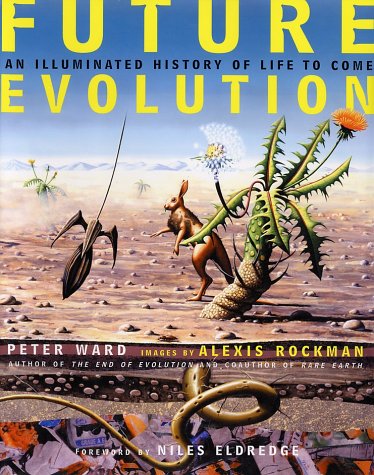 FUTURE
AN ILLUMINATED HISTORY OF LIFE TO COME
EVOLUTION
PETER WARD IMAGES BY ALEXIS ROCKMAN
AUTHOR OF THE END OF EVOLUTION AND COAUTHOR OF RARE EARTH
FOREWORD BY NILES ELDREDGE